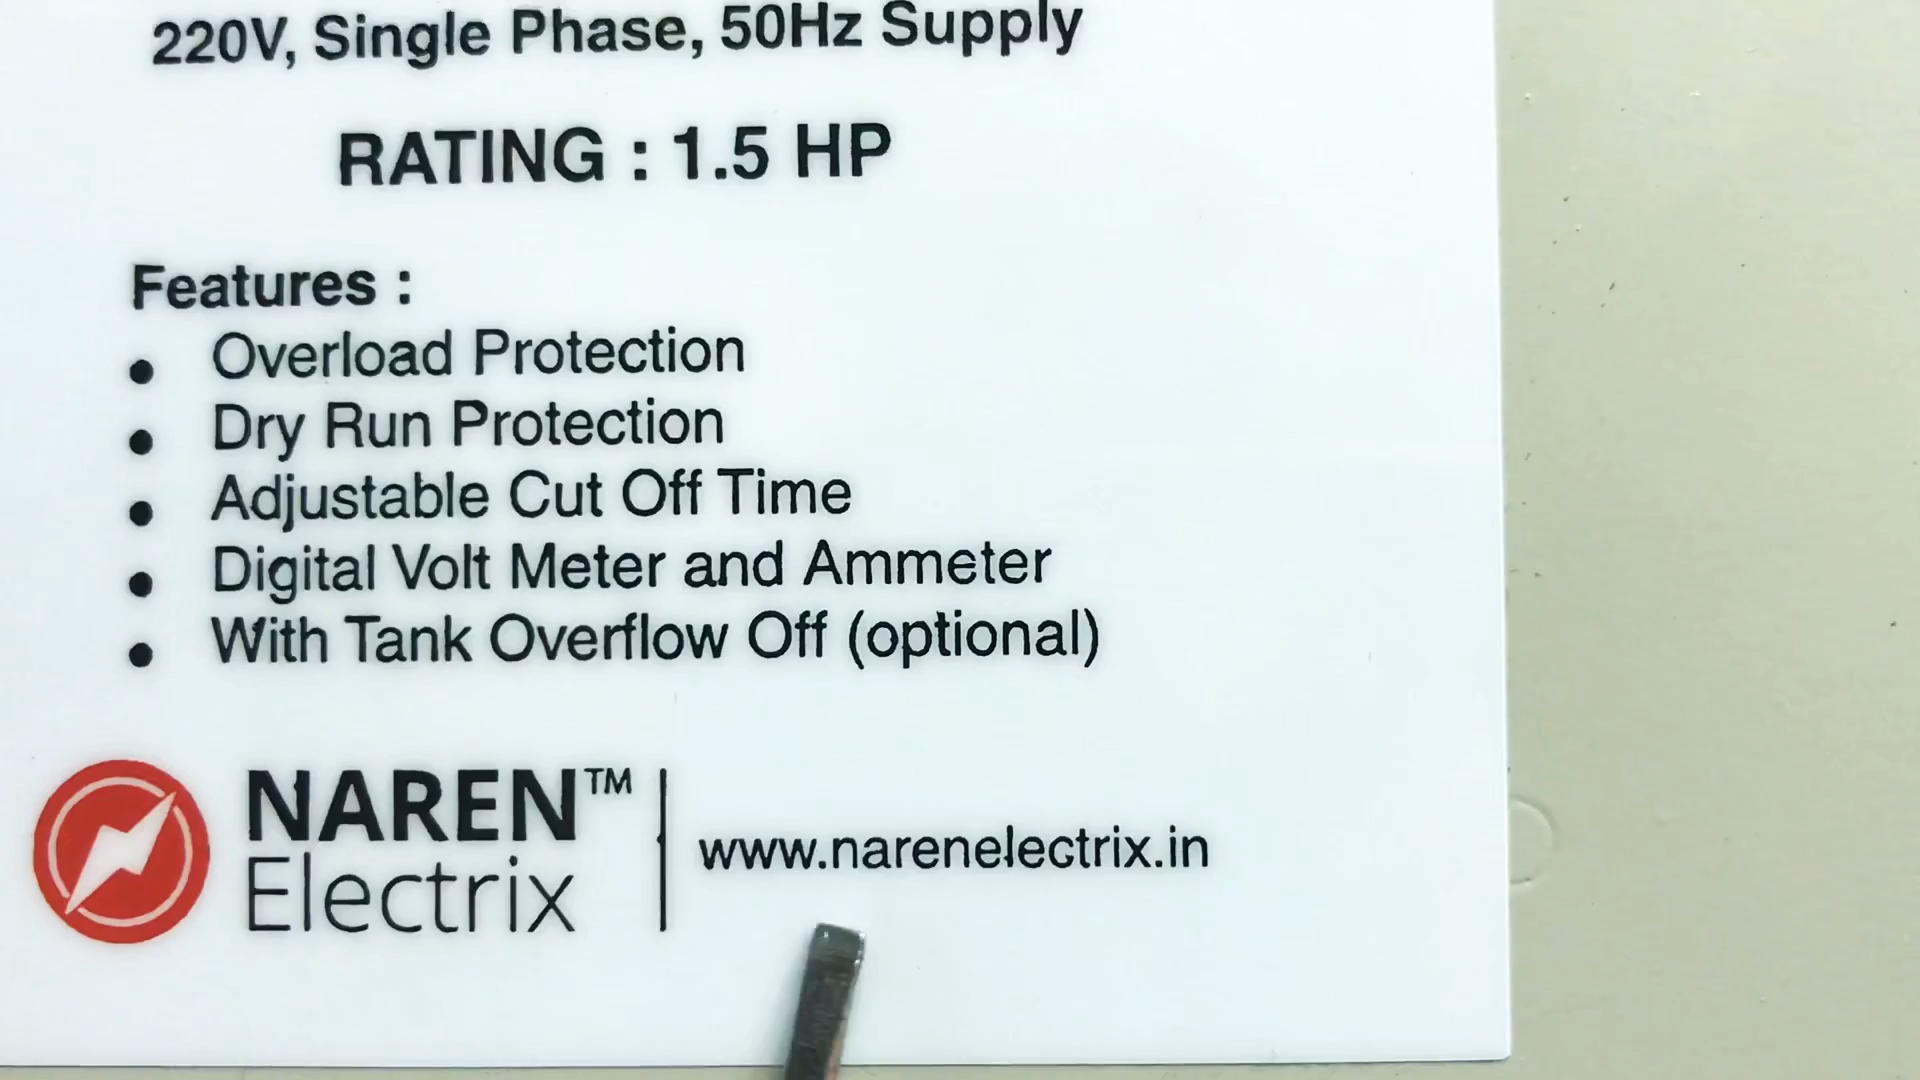 220V, Single Phase, 50Hz Supply
RATING : 1.5 HP
Features :
• Overload Protection
• Dry Run Protection
• Adjustable Cut Off Time
• Digital Volt Meter and Ammeter
• With Tank Overflow Off (optional)
NAREN™
Electrix
www.narenelectrix.in